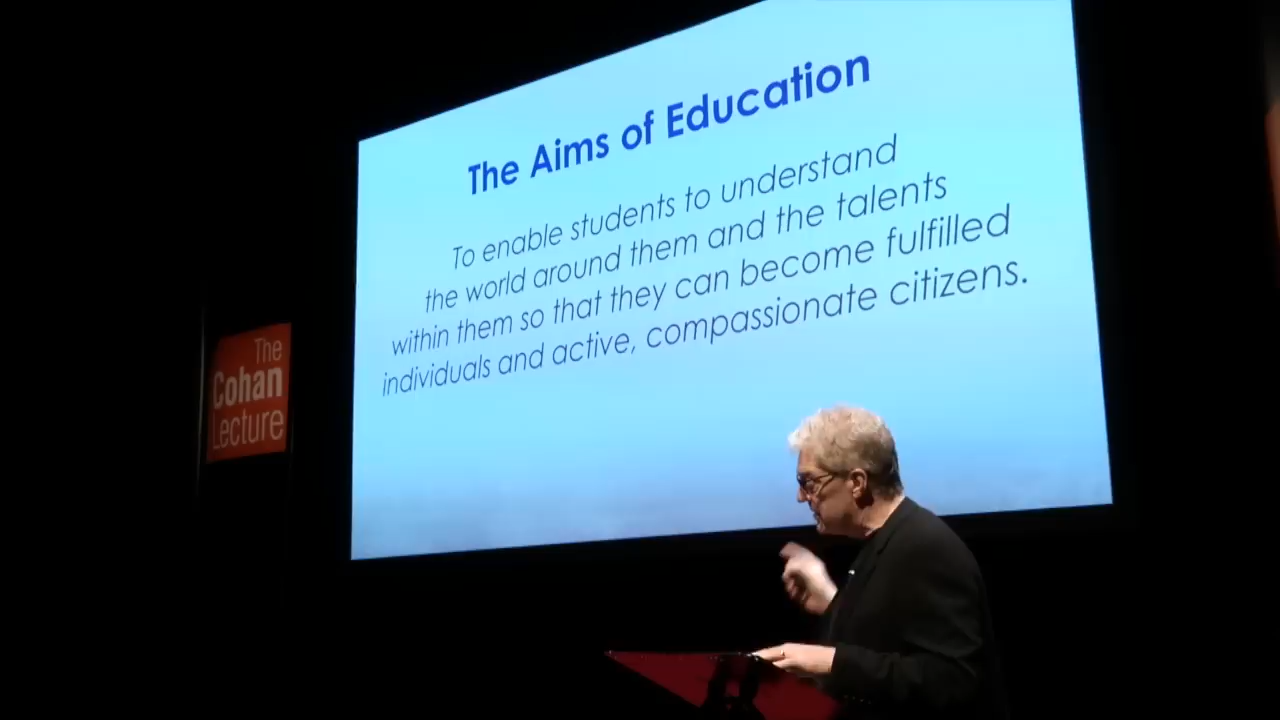 The Aims of Education
To enable students to understand
the world around them and the talents
within them so that they can become fulfilled
individuals and active, compassionate citizens.
The
Cohan
Lecture